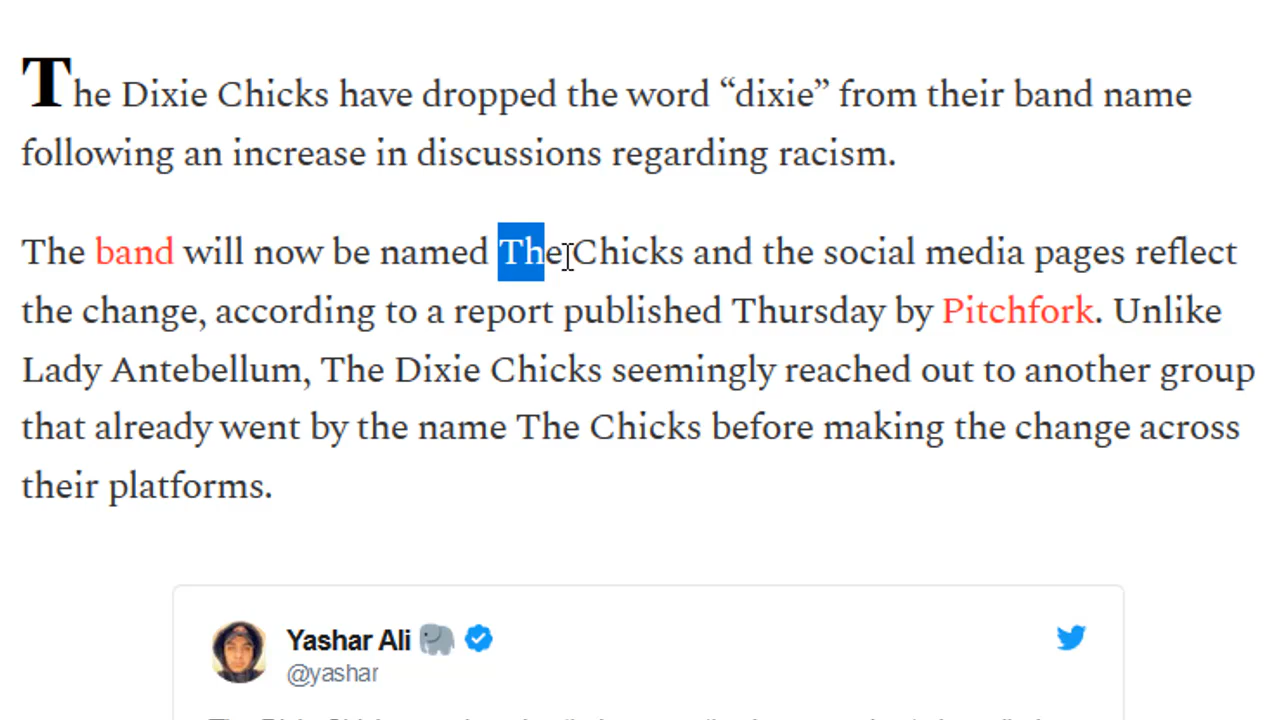 The Dixie Chicks have dropped the word “dixie” from their band name
following an increase in discussions regarding racism.
The band will now be named The Chicks and the social media pages reflect
the change, according to a report published Thursday by Pitchfork. Unlike
Lady Antebellum, The Dixie Chicks seemingly reached out to another group
that already went by the name The Chicks before making the change across
their platforms.
Yashar Ali 🐘
@yashar